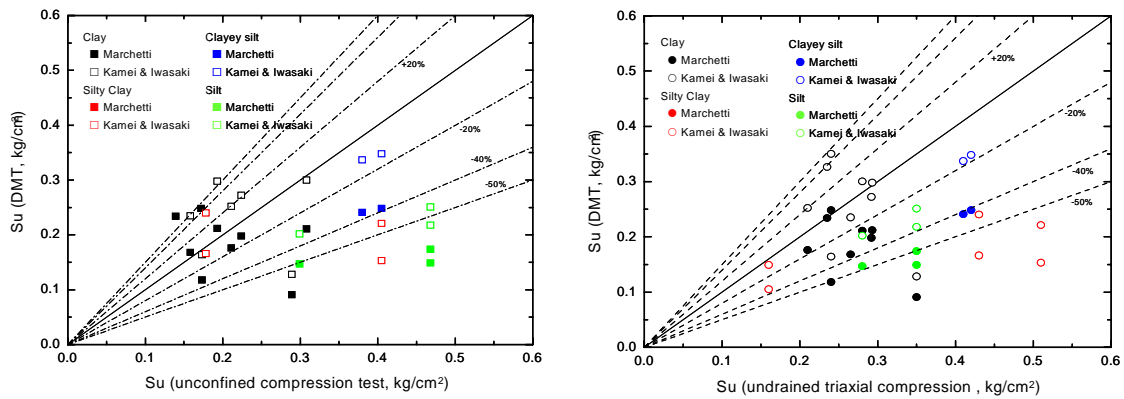 0.6
0.5
0.4
0.3
0.2
0.1
0.0
Su (DMT, kg/cm²)
Clay
Marchetti
Kamei & Iwasaki
Silty Clay
Marchetti
Kamei & Iwasaki
Clayey silt
Marchetti
Kamei & Iwasaki
Silt
Marchetti
Kamei & Iwasaki
+20%
-20%
-40%
-50%
0.0 0.1 0.2 0.3 0.4 0.5 0.6
Su (unconfined compression test, kg/cm²)
0.6
0.5
0.4
0.3
0.2
0.1
0.0
Su (DMT, kg/cm²)
Clay
Marchetti
Kamei & Iwasaki
Silty Clay
Marchetti
Kamei & Iwasaki
Clayey silt
Marchetti
Kamei & Iwasaki
Silt
Marchetti
Kamei & Iwasaki
+20%
-20%
-40%
-50%
0.0 0.1 0.2 0.3 0.4 0.5 0.6
Su (undrained triaxial compression , kg/cm²)